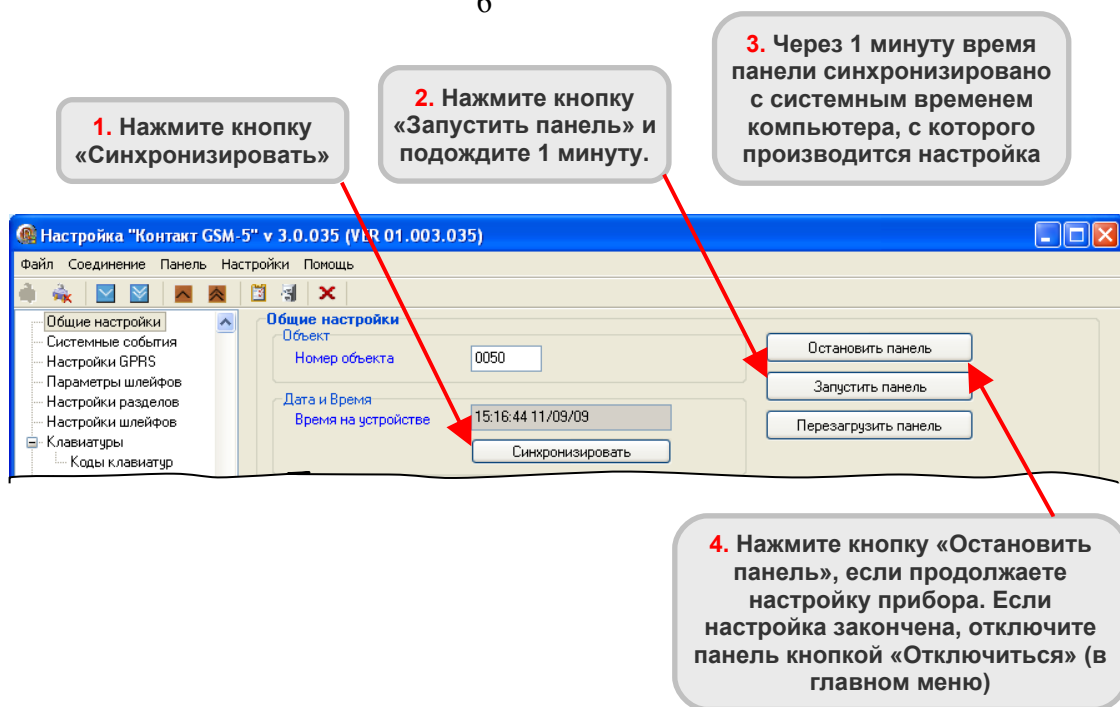 6
3. Через 1 минуту время
панели синхронизировано
с системным временем
компьютера, с которого
производится настройка
2. Нажмите кнопку
«Запустить панель» и
подождите 1 минуту.
1. Нажмите кнопку
«Синхронизировать»
Настройка "Контакт GSM-5" v 3.0.035 (VER 01.003.035)
Файл Соединение Панель Настройки Помощь
Общие настройки
Системные события
Настройки GPRS
Параметры шлейфов
Настройки разделов
Настройки шлейфов
Клавиатуры
Коды клавиатур
Общие настройки
Объект
Номер объекта 0050
Дата и Время
Время на устройстве 15:16:44 11/09/09
Синхронизировать
Остановить панель
Запустить панель
Перезагрузить панель
4. Нажмите кнопку «Остановить
панель», если продолжаете
настройку прибора. Если
настройка закончена, отключите
панель кнопкой «Отключиться» (в
главном меню)